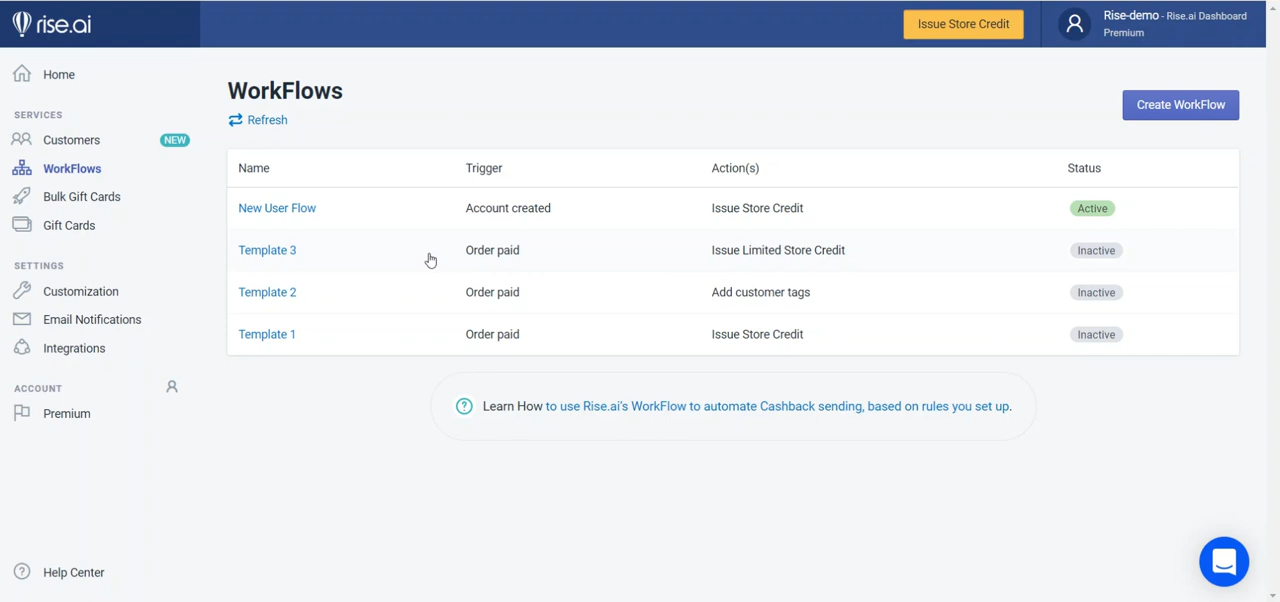 rise.ai
Issue Store Credit
Rise-demo - Rise.ai Dashboard
Premium
Home
SERVICES
Customers NEW
WorkFlows
Bulk Gift Cards
Gift Cards
SETTINGS
Customization
Email Notifications
Integrations
ACCOUNT
Premium
Help Center
WorkFlows
Refresh
Create WorkFlow
Name Trigger Action(s) Status
New User Flow Account created Issue Store Credit Active
Template 3 Order paid Issue Limited Store Credit Inactive
Template 2 Order paid Add customer tags Inactive
Template 1 Order paid Issue Store Credit Inactive
Learn How to use Rise.ai's WorkFlow to automate Cashback sending, based on rules you set up.